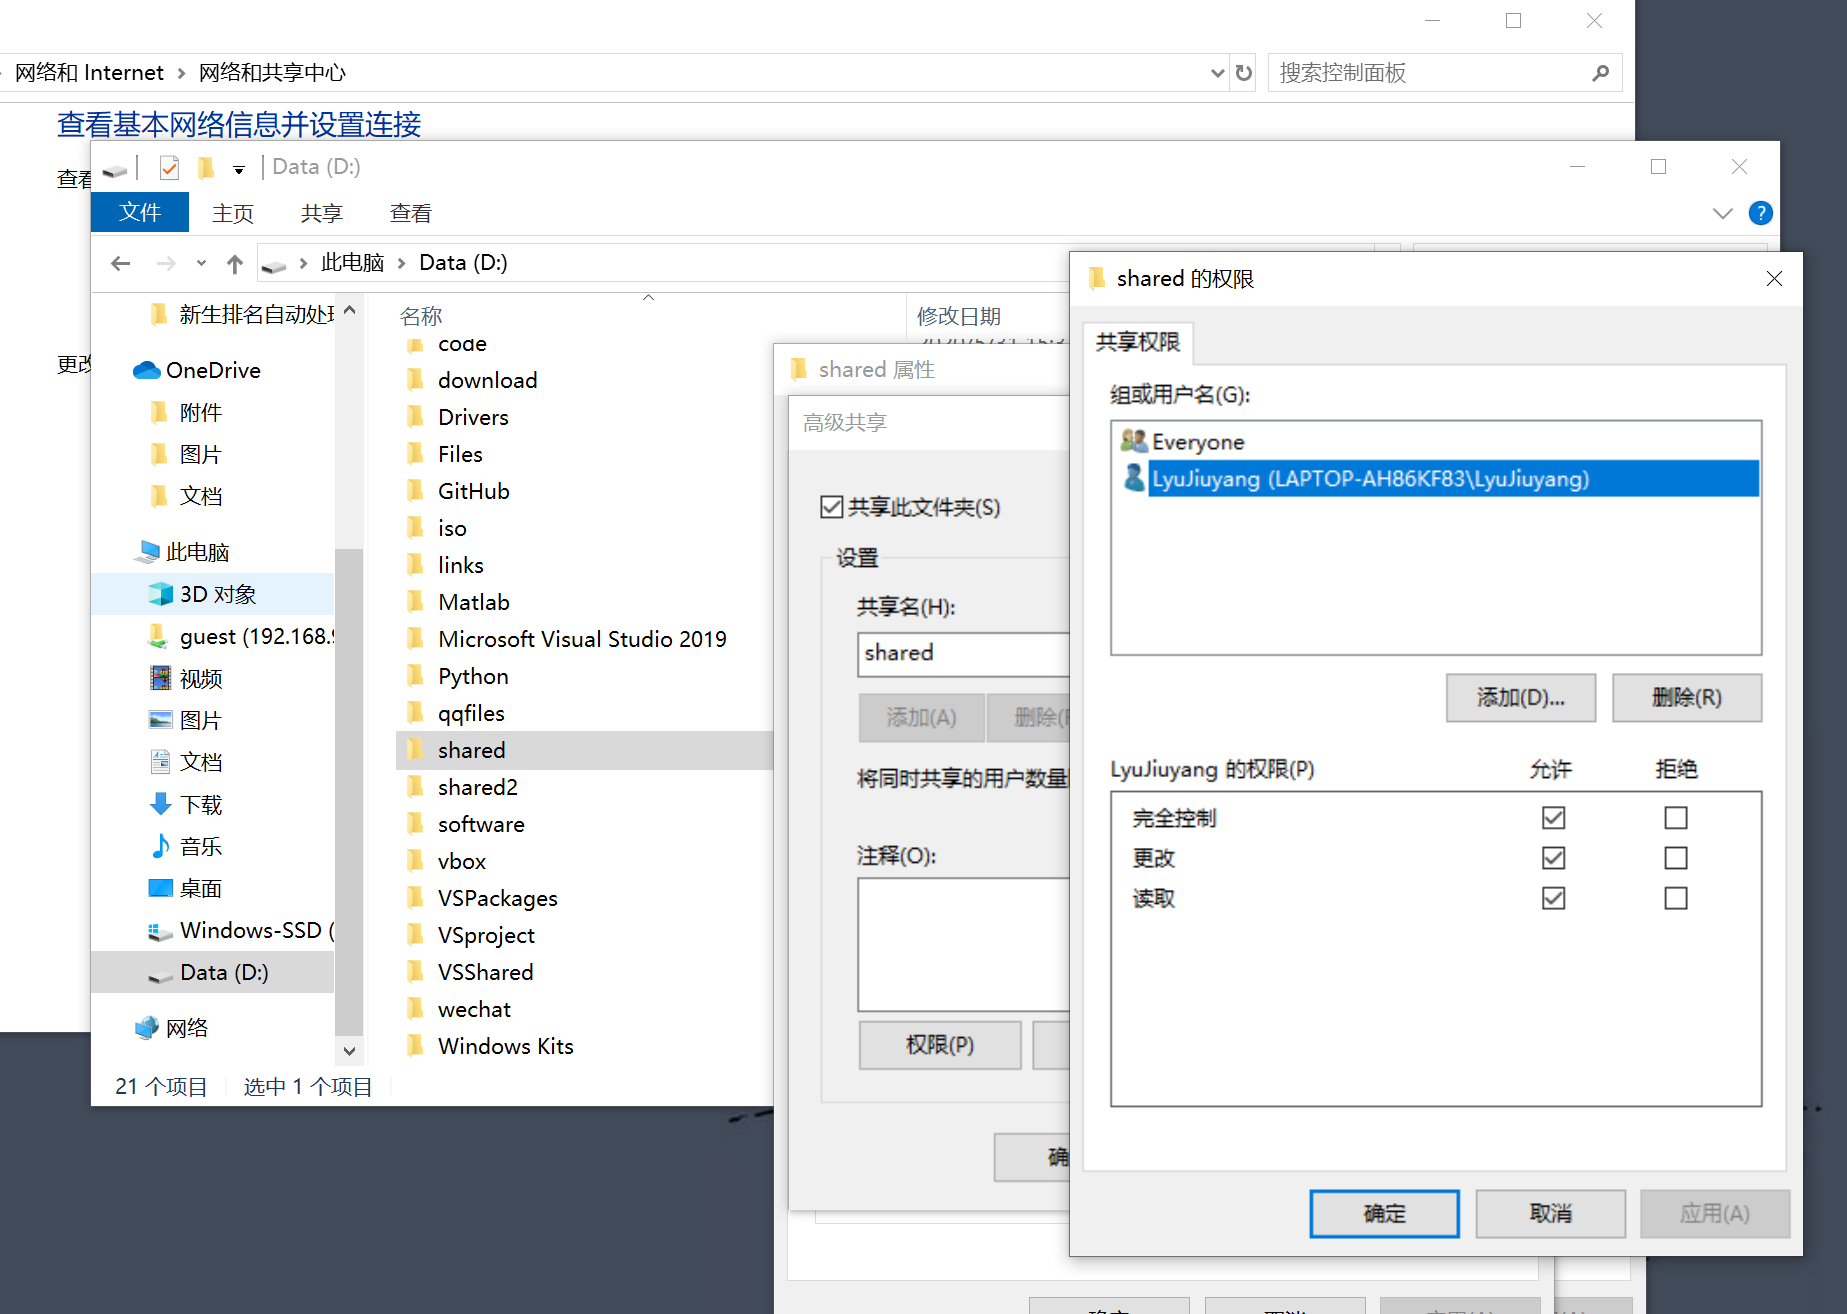 网络和 Internet
网络和共享中心
搜索控制面板
查看基本网络信息并设置连接
查看
更改
Data (D:)
文件
主页
共享
查看
此电脑
Data (D:)
新生排名自动处理
OneDrive
附件
图片
文档
此电脑
3D 对象
guest (192.168.9
视频
图片
文档
下载
音乐
桌面
Windows-SSD (
Data (D:)
网络
21 个项目
选中 1 个项目
名称
修改日期
code
download
Drivers
Files
GitHub
iso
links
Matlab
Microsoft Visual Studio 2019
Python
qqfiles
shared
shared2
software
vbox
VSPackages
VSproject
VSShared
wechat
Windows Kits
shared 属性
高级共享
共享此文件夹(S)
设置
共享名(H):
shared
添加(A)
删除(R
将同时共享的用户数量
注释(O):
权限(P)
确
shared 的权限
共享权限
组或用户名(G):
Everyone
LyuJiuyang (LAPTOP-AH86KF83\LyuJiuyang)
添加(D)...
删除(R)
LyuJiuyang 的权限(P)
允许
拒绝
完全控制
更改
读取
确定
取消
应用(A)
确定
取消